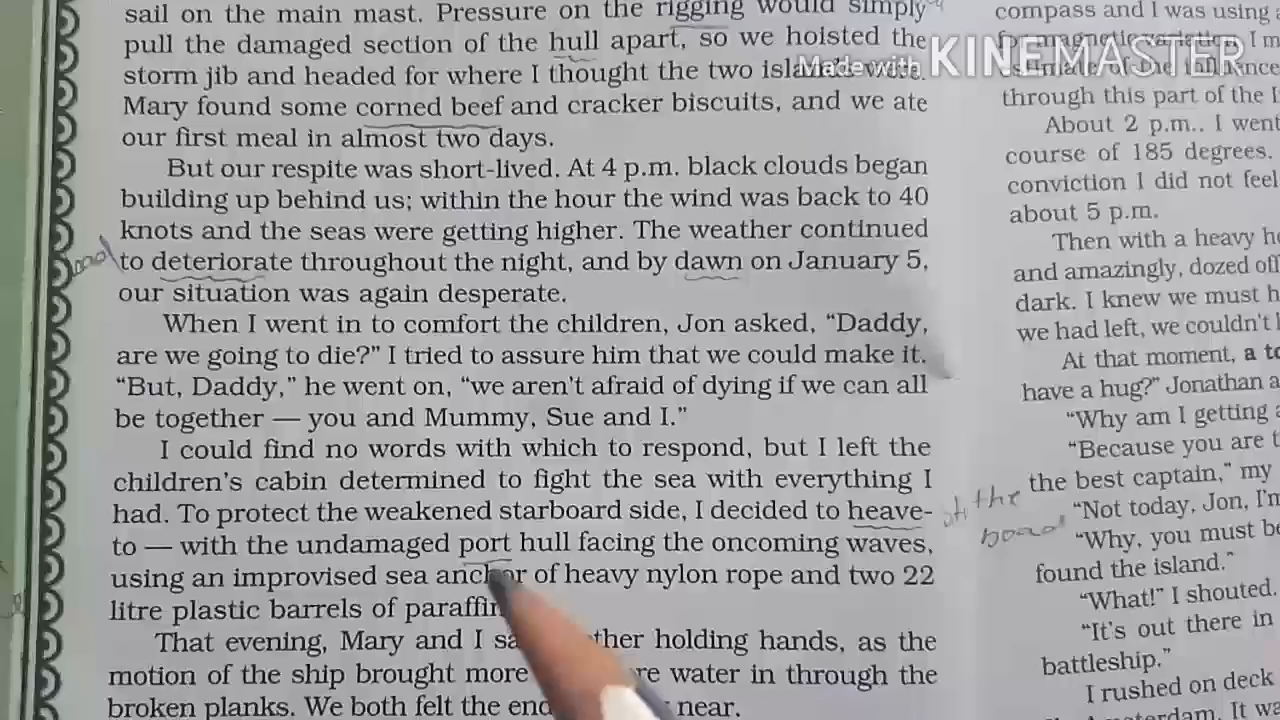 sail on the main mast. Pressure on the rigging would simply
pull the damaged section of the hull apart, so we hoisted the
storm jib and headed for where I thought the two
Mary found some corned beef and cracker biscuits, and we ate
our first meal in almost two days.
But our respite was short-lived. At 4 p.m. black clouds began
building up behind us; within the hour the wind was back to 40
knots and the seas were getting higher. The weather continued
to deteriorate throughout the night, and by dawn on January 5,
our situation was again desperate.
When I went in to comfort the children, Jon asked, “Daddy,
are we going to die?” I tried to assure him that we could make it.
“But, Daddy,” he went on, “we aren't afraid of dying if we can all
be together — you and Mummy, Sue and I.”
I could find no words with which to respond, but I left the
children's cabin determined to fight the sea with everything I
had. To protect the weakened starboard side, I decided to heave-
to — with the undamaged port hull facing the oncoming waves,
using an improvised sea anchor of heavy nylon rope and two 22
litre plastic barrels of paraffin
That evening, Mary and I holding hands, as the
motion of the ship brought more water in through the
broken planks. We both felt the end near.
Made with KINEMASTER
the
compass and I was using
through this part of the
About 2 p.m.. I went
course of 185 degrees.
conviction I did not feel
about 5 p.m.
Then with a heavy
and amazingly, dozed off
dark. I knew we must
we had left, we couldn't
At that moment, a
have a hug?” Jonathan
“Why am I getting
“Because you are
the best captain,” my
“Not today, Jon, I'm
“Why, you must
found the island.”
“What!” I shouted.
“It's out there in
battleship.”
I rushed on deck